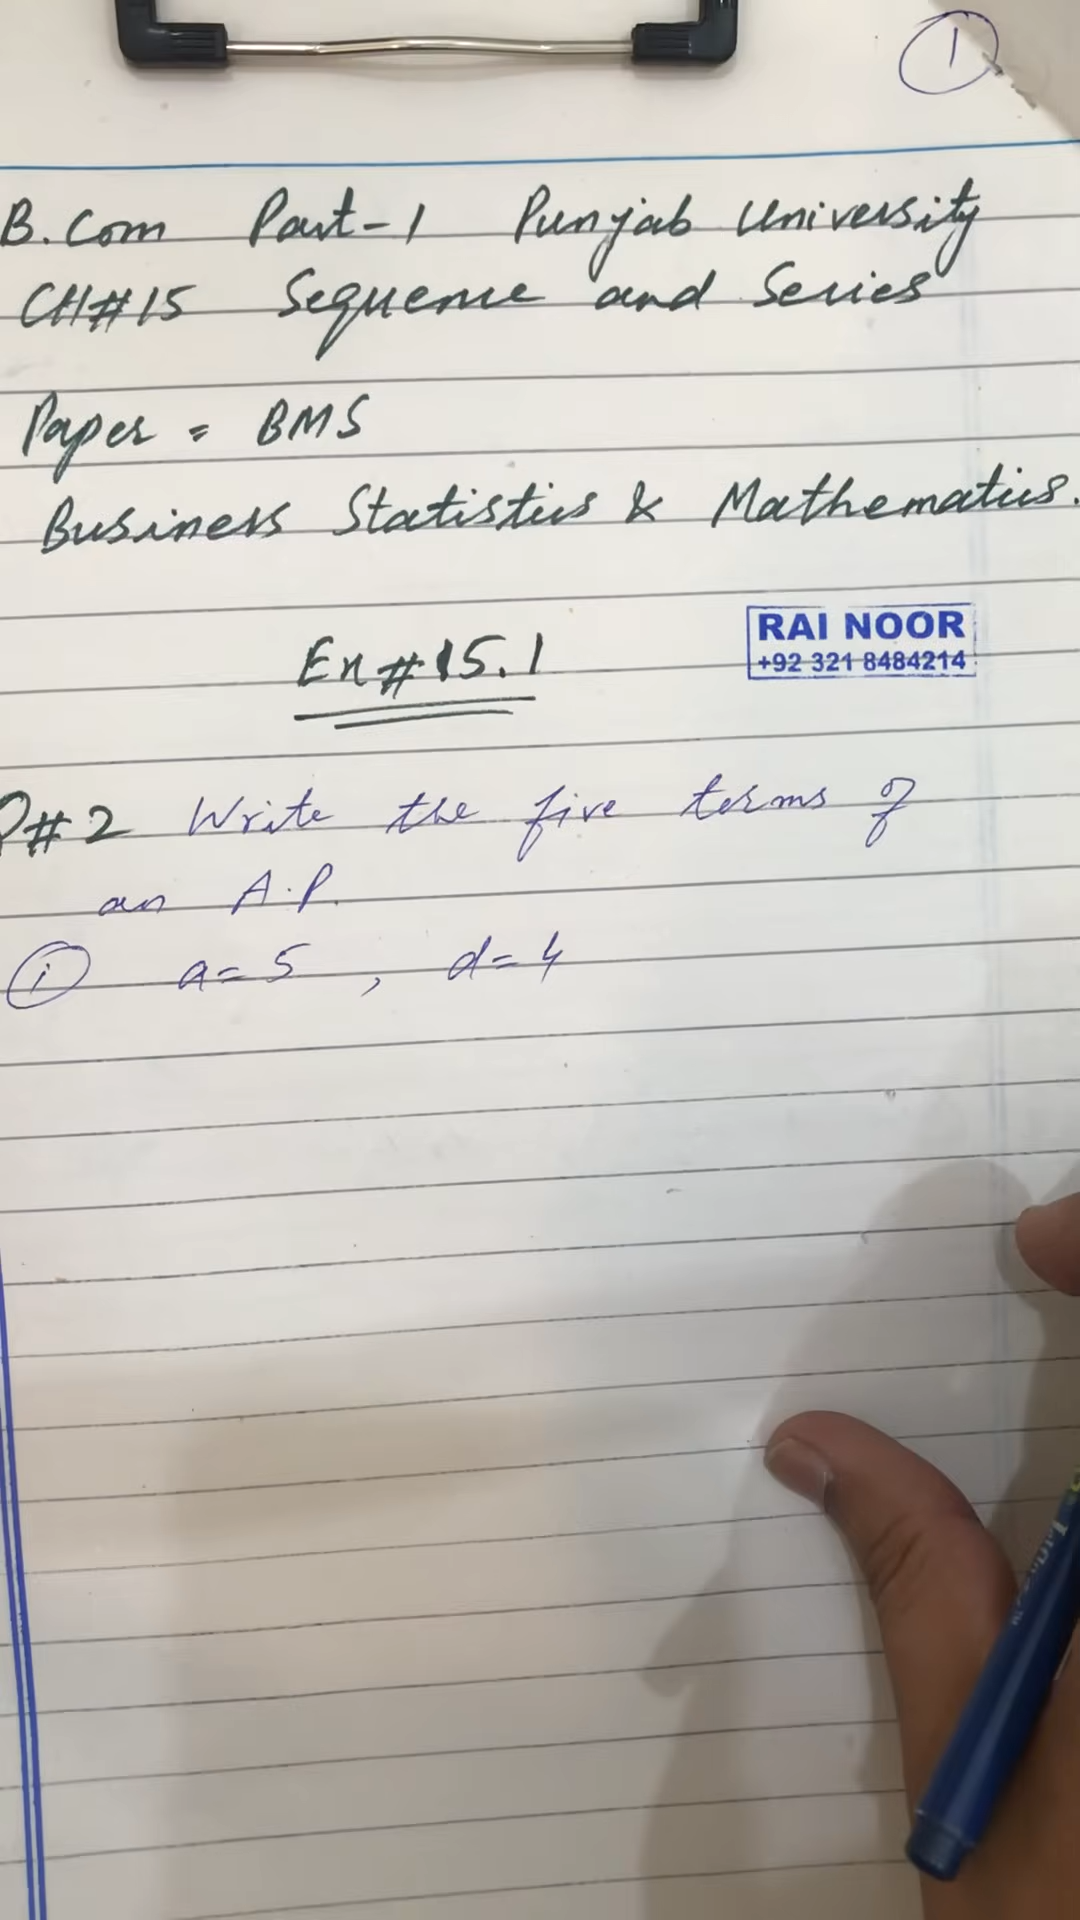 1
B.Com Part-1 Punjab University
CH#15 Sequence and Series
Paper = BMS
Business Statistics & Mathematics.
Ex#15.1
RAI NOOR
+92 321 8484214
Q#2 Write the five terms of
an A.P.
i a=5 , d=4